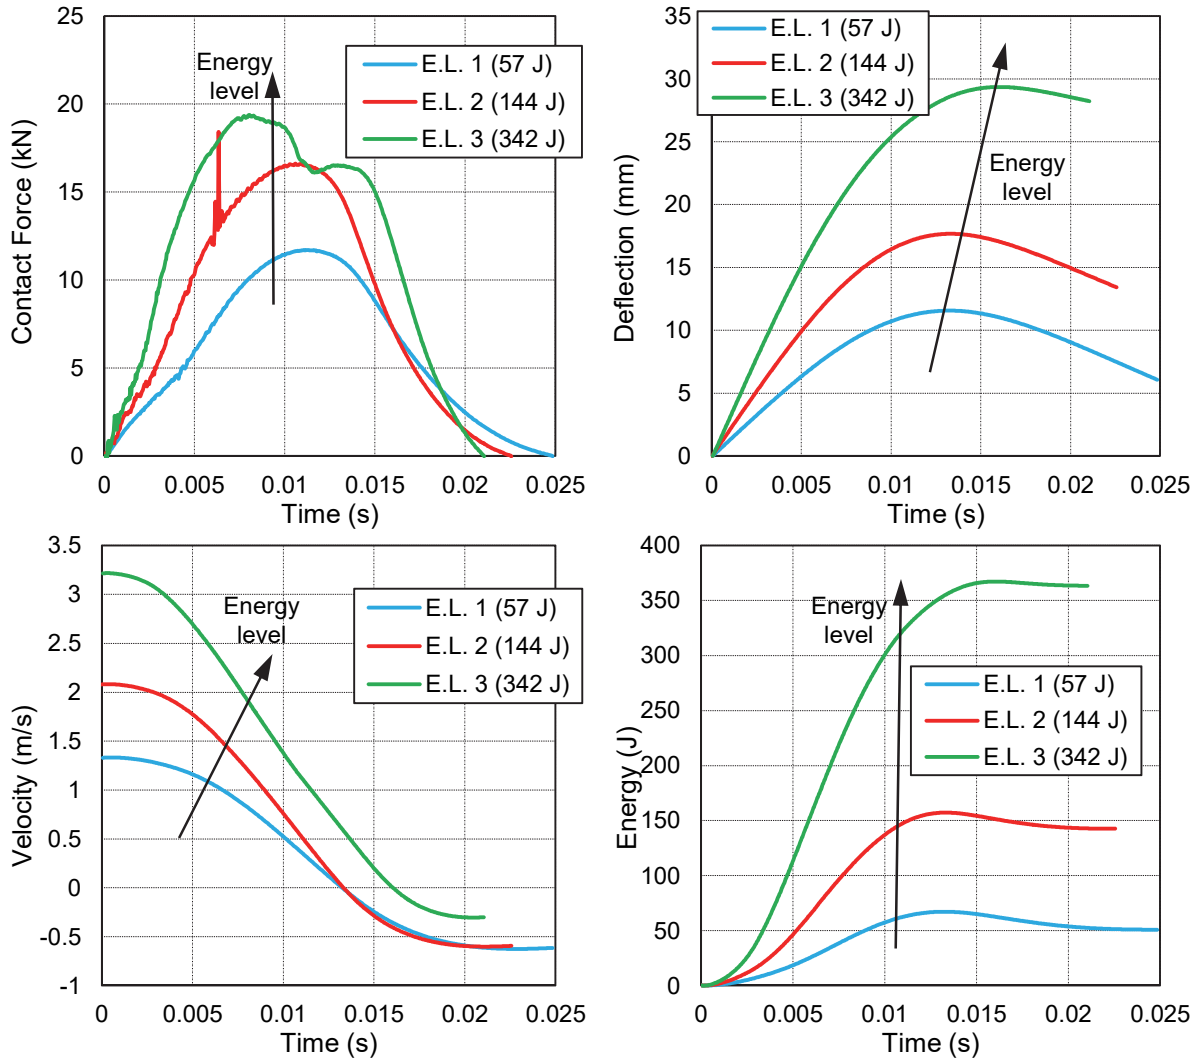 25
20
15
10
5
0
Contact Force (kN)
Energy
level
E.L. 1 (57 J)
E.L. 2 (144 J)
E.L. 3 (342 J)
0 0.005 0.01 0.015 0.02 0.025
Time (s)
35
30
25
20
15
10
5
0
Deflection (mm)
E.L. 1 (57 J)
E.L. 2 (144 J)
E.L. 3 (342 J)
Energy
level
0 0.005 0.01 0.015 0.02 0.025
Time (s)
3.5
3
2.5
2
1.5
1
0.5
0
-0.5
-1
Velocity (m/s)
Energy
level
E.L. 1 (57 J)
E.L. 2 (144 J)
E.L. 3 (342 J)
0 0.005 0.01 0.015 0.02 0.025
Time (s)
400
350
300
250
200
150
100
50
0
Energy (J)
Energy
level
E.L. 1 (57 J)
E.L. 2 (144 J)
E.L. 3 (342 J)
0 0.005 0.01 0.015 0.02 0.025
Time (s)